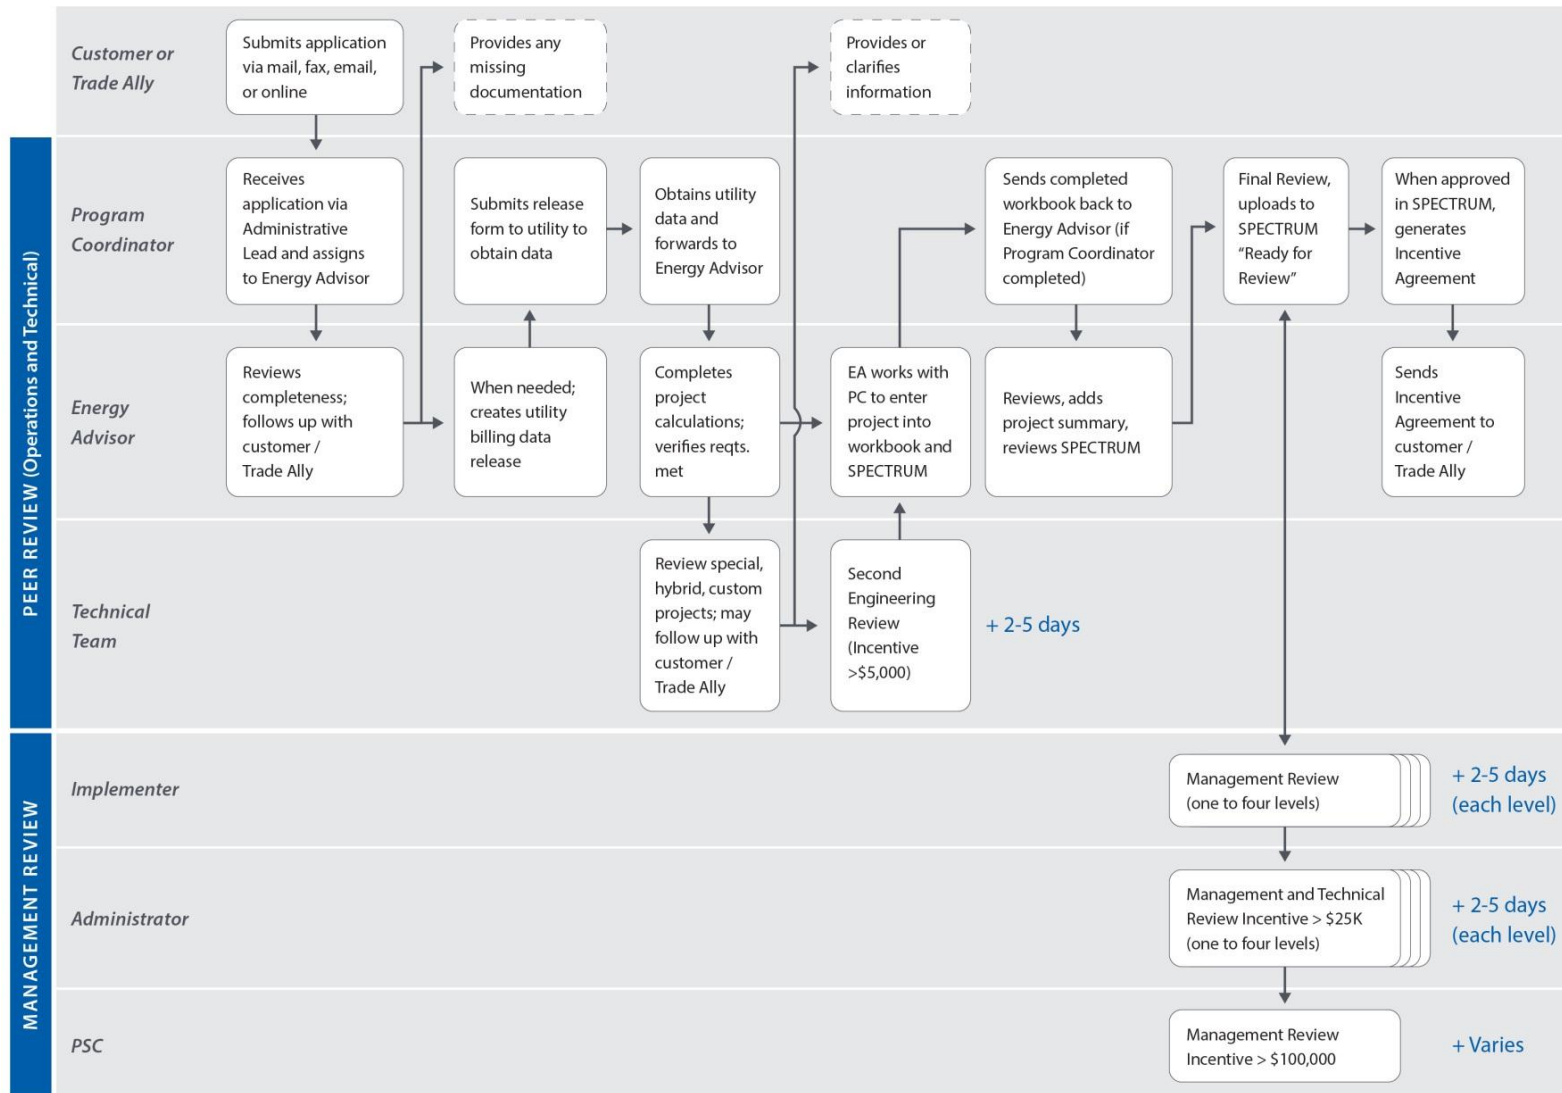 Customer or
Trade Ally
Submits application
via mail, fax, email,
or online
Provides any
missing
documentation
Provides or
clarifies
information
PEER REVIEW (Operations and Technical)
Program
Coordinator
Receives
application via
Administrative
Lead and assigns
to Energy Advisor
Submits release
form to utility to
obtain data
Obtains utility
data and
forwards to
Energy Advisor
Sends completed
workbook back to
Energy Advisor (if
Program Coordinator
completed)
Final Review,
uploads to
SPECTRUM
“Ready for
Review”
When approved
in SPECTRUM,
generates
Incentive
Agreement
Energy
Advisor
Reviews
completeness;
follows up with
customer /
Trade Ally
When needed;
creates utility
billing data
release
Completes
project
calculations;
verifies reqts.
met
EA works with
PC to enter
project into
workbook and
SPECTRUM
Reviews, adds
project summary,
reviews SPECTRUM
Sends
Incentive
Agreement to
customer /
Trade Ally
Technical
Team
Review special,
hybrid, custom
projects; may
follow up with
customer /
Trade Ally
Second
Engineering
Review
(Incentive
>$5,000)
+ 2-5 days
MANAGEMENT REVIEW
Implementer
Management Review
(one to four levels)
+ 2-5 days
(each level)
Administrator
Management and Technical
Review Incentive > $25K
(one to four levels)
+ 2-5 days
(each level)
PSC
Management Review
Incentive > $100,000
+ Varies